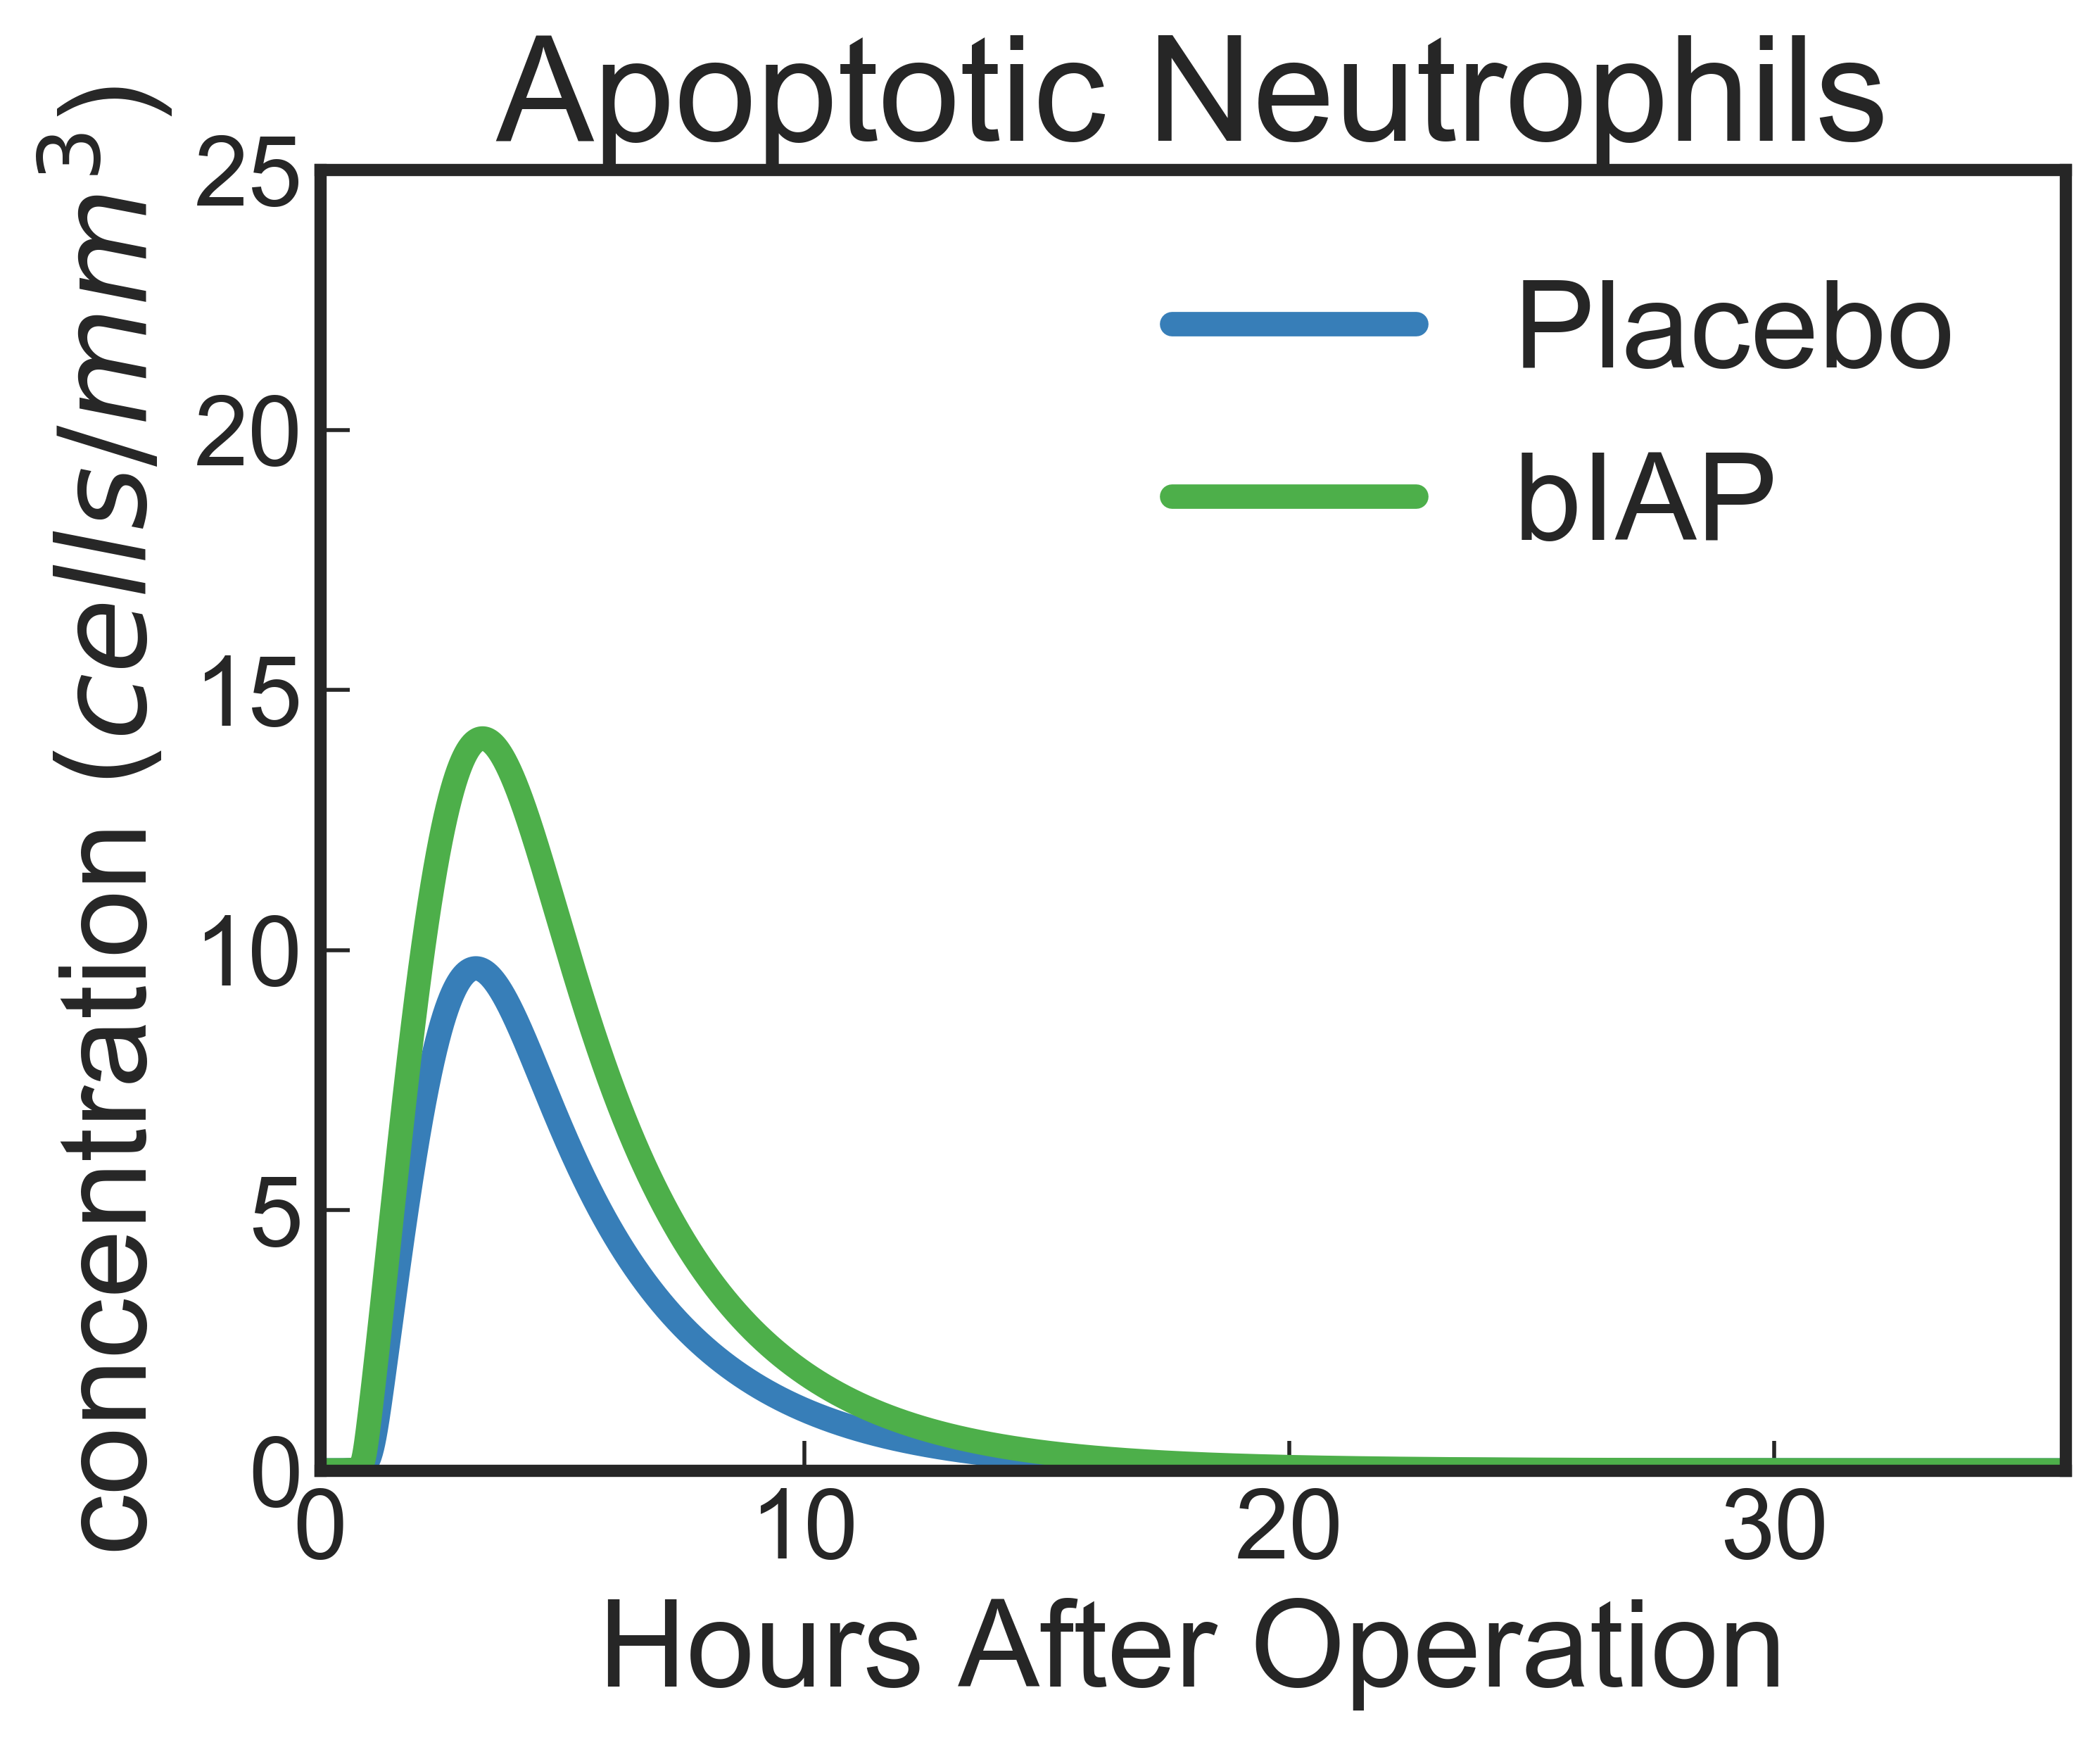 Apoptotic Neutrophils
concentration (cells/mm³)
25
20
15
10
5
0
Placebo
bIAP
0 10 20 30
Hours After Operation